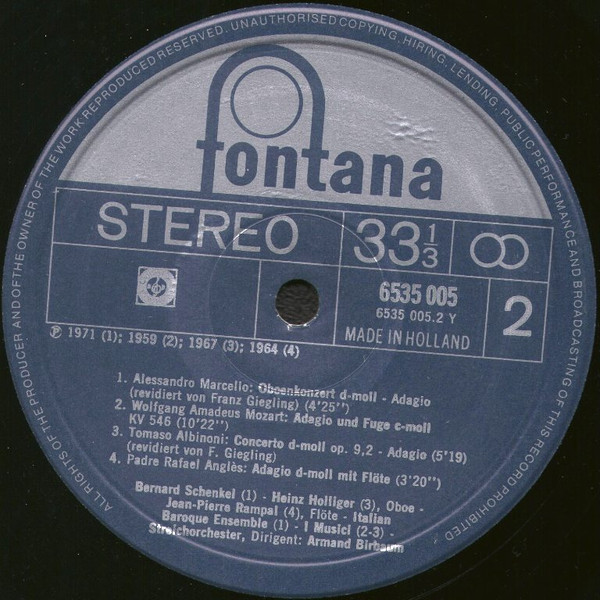 ALL RIGHTS OF THE PRODUCER AND OF THE OWNER OF THE WORK REPRODUCED RESERVED. UNAUTHORISED COPYING, HIRING, LENDING, PUBLIC PERFORMANCE AND BROADCASTING OF THIS RECORD PROHIBITED
fontana
STEREO
33 1/3
6535 005
6535 005.2 Y
MADE IN HOLLAND
2
℗ 1971 (1); 1959 (2); 1967 (3); 1964 (4)
1. Alessandro Marcello: Oboenkonzert d-moll - Adagio
(revidiert von Franz Giegling) (4'25'')
2. Wolfgang Amadeus Mozart: Adagio und Fuge c-moll
KV 546 (10'22'')
3. Tomaso Albinoni: Concerto d-moll op. 9,2 - Adagio (5'19)
(revidiert von F. Giegling)
4. Padre Rafael Anglès: Adagio d-moll mit Flöte (3'20'')
Bernard Schenkel (1) - Heinz Holliger (3), Oboe -
Jean-Pierre Rampal (4), Flöte - Italian
Baroque Ensemble (1) - I Musici (2-3) -
Streichorchester, Dirigent: Armand Birbaum